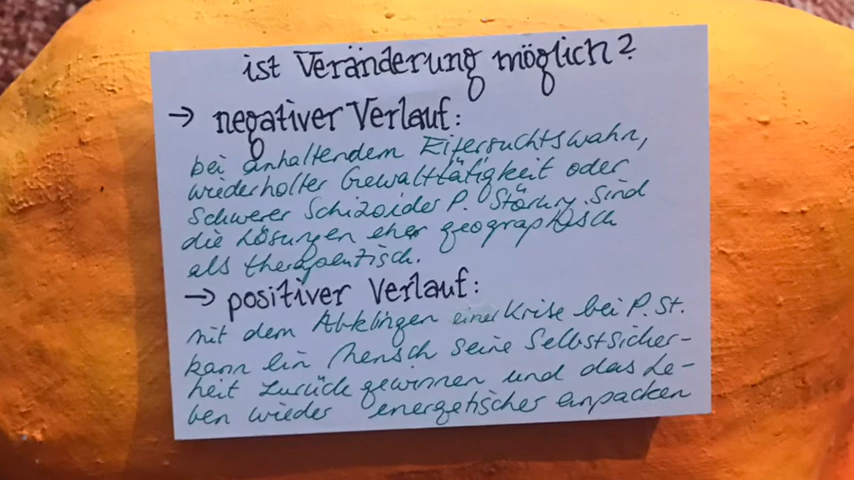 ist Veränderung möglich?
→ negativer Verlauf:
bei anhaltendem Eifersuchtswahn,
wiederholter Gewalttätigkeit oder
schwerer Schizoider P. Störung sind
die Lösungen eher geographisch
als therapeutisch.
→ positiver Verlauf:
mit dem Abklingen einer Krise bei P. St.
kann ein Mensch seine Selbstsicher-
heit zurück gewinnen und das Le-
ben wieder energetischer anpacken